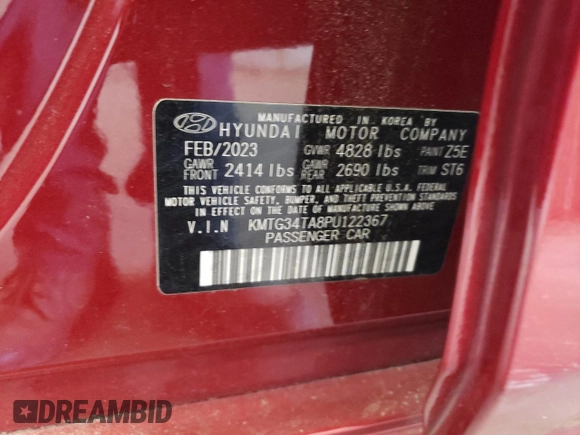 MANUFACTURED IN KOREA BY
HYUNDAI MOTOR COMPANY
FEB/2023 GVWR 4828 lbs PAINT Z5E
GAWR FRONT 2414 lbs GAWR REAR 2690 lbs TRIM ST6
THIS VEHICLE CONFORMS TO ALL APPLICABLE U.S.A. FEDERAL
MOTOR VEHICLE SAFETY, BUMPER, AND THEFT PREVENTION
STANDARDS IN EFFECT ON THE DATE OF MANUFACTURE SHOWN ABOVE.
V.I.N KMTG34TA8PU122367
PASSENGER CAR
DREAMBID